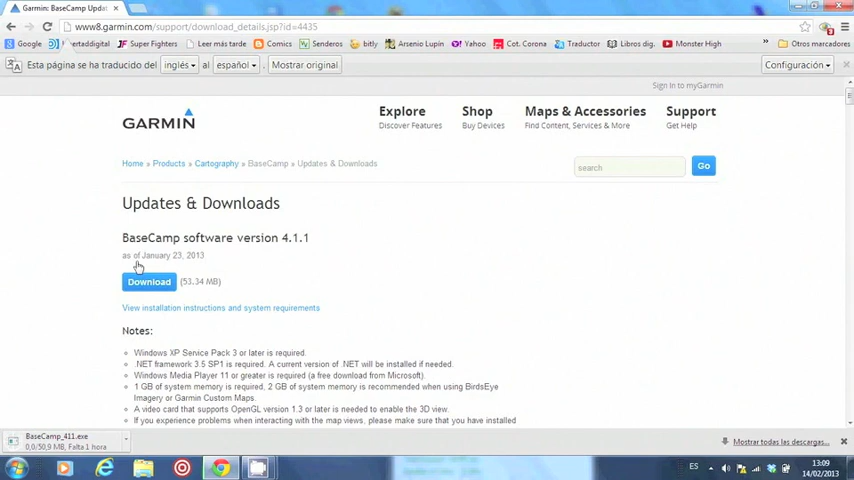 Garmin: BaseCamp Updat
www8.garmin.com/support/download_details.jsp?id=4435
Google
Super Fighters
Leer más tarde
Comics
Senderos
bitly
Arsenio Lupin
Yahoo
Cot. Corona
Traductor
Libros dig.
Monster High
Otros marcadores
Esta página se ha traducido del inglés al español . Mostrar original Configuración
Sign In to myGarmin
GARMIN
Explore Shop Maps & Accessories Support
Discover Features Buy Devices Find Content, Services & More Get Help
Home » Products » Cartography » BaseCamp » Updates & Downloads
search Go
Updates & Downloads
BaseCamp software version 4.1.1
as of January 23, 2013
Download (53.34 MB)
View installation instructions and system requirements
Notes:
Windows XP Service Pack 3 or later is required.
.NET framework 3.5 SP1 is required. A current version of .NET will be installed if needed.
Windows Media Player 11 or greater is required (a free download from Microsoft).
1 GB of system memory is required, 2 GB of system memory is recommended when using BirdsEye
Imagery or Garmin Custom Maps.
A video card that supports OpenGL version 1.3 or later is needed to enable the 3D view.
If you experience problems when interacting with the map views, please make sure that you have installed
BaseCamp_411.exe
0,0/50,9 MB, Falta 1 hora
Mostrar todas las descargas...
ES
13:09
14/02/2013